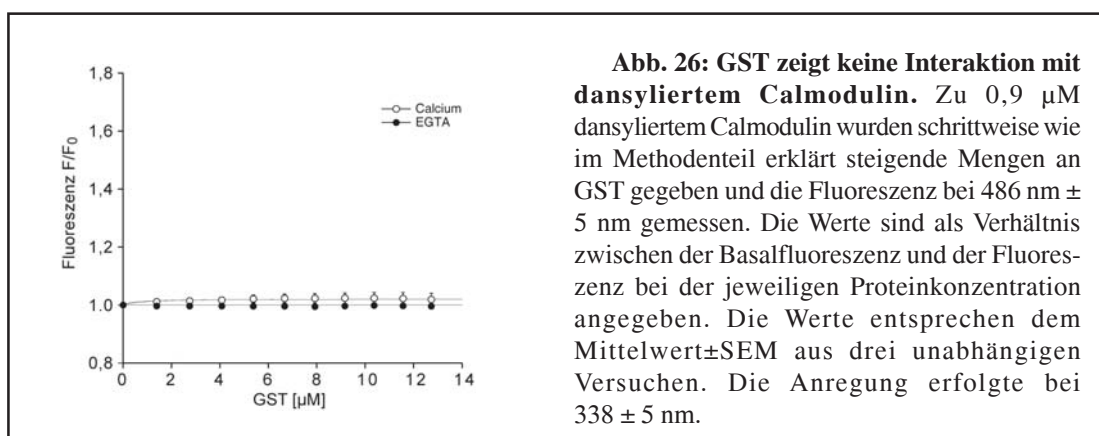 1,8
1,6
1,4
1,2
1.0
0,8
Fluoreszenz F/F0
Calcium
EGTA
0 2 4 6 8 10 12 14
GST [µM]
Abb. 26: GST zeigt keine Interaktion mit
dansyliertem Calmodulin. Zu 0,9 µM
dansyliertem Calmodulin wurden schrittweise wie
im Methodenteil erklärt steigende Mengen an
GST gegeben und die Fluoreszenz bei 486 nm ±
5 nm gemessen. Die Werte sind als Verhältnis
zwischen der Basalfluoreszenz und der Fluores-
zenz bei der jeweiligen Proteinkonzentration
angegeben. Die Werte entsprechen dem
Mittelwert±SEM aus drei unabhängigen
Versuchen. Die Anregung erfolgte bei
338 ± 5 nm.